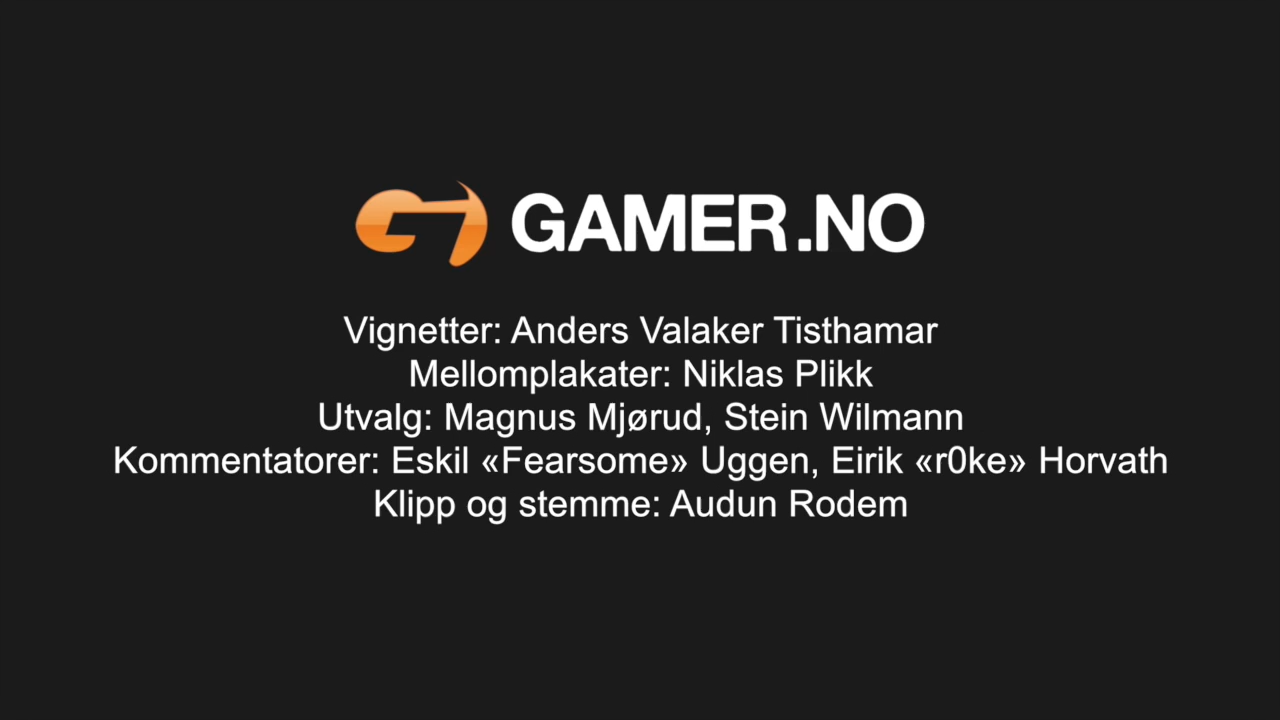 GAMER.NO
Vignetter: Anders Valaker Tisthamar
Mellomplakater: Niklas Plikk
Utvalg: Magnus Mjørud, Stein Wilmann
Kommentatorer: Eskil «Fearsome» Uggen, Eirik «r0ke» Horvath
Klipp og stemme: Audun Rodem